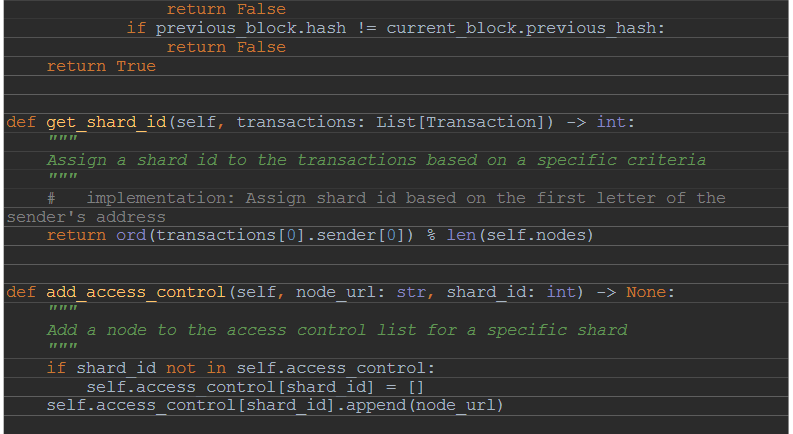 return False
            if previous_block.hash != current_block.previous_hash:
                return False
    return True

def get_shard_id(self, transactions: List[Transaction]) -> int:
    """
    Assign a shard id to the transactions based on a specific criteria
    """
    #   implementation: Assign shard id based on the first letter of the
sender's address
    return ord(transactions[0].sender[0]) % len(self.nodes)

def add_access_control(self, node_url: str, shard_id: int) -> None:
    """
    Add a node to the access control list for a specific shard
    """
    if shard_id not in self.access_control:
        self.access_control[shard_id] = []
    self.access_control[shard_id].append(node_url)